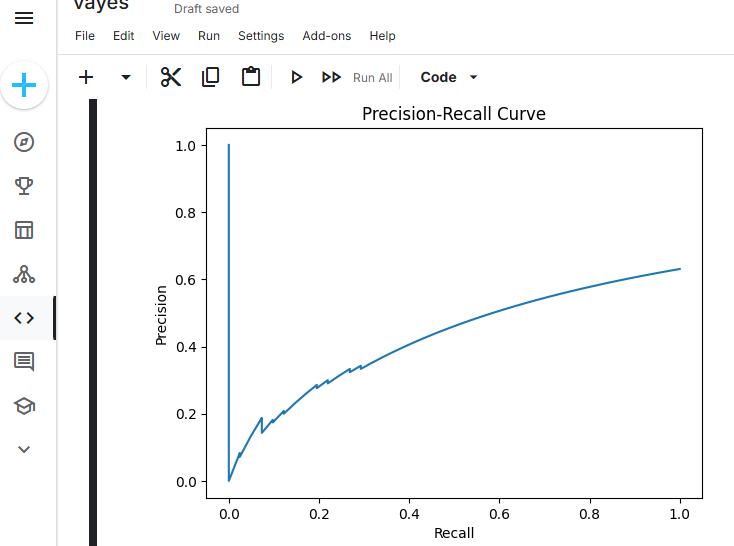 vayes
Draft saved
File Edit View Run Settings Add-ons Help
Run All Code
Precision-Recall Curve
1.0
0.8
0.6
0.4
0.2
0.0
Precision
0.0 0.2 0.4 0.6 0.8 1.0
Recall